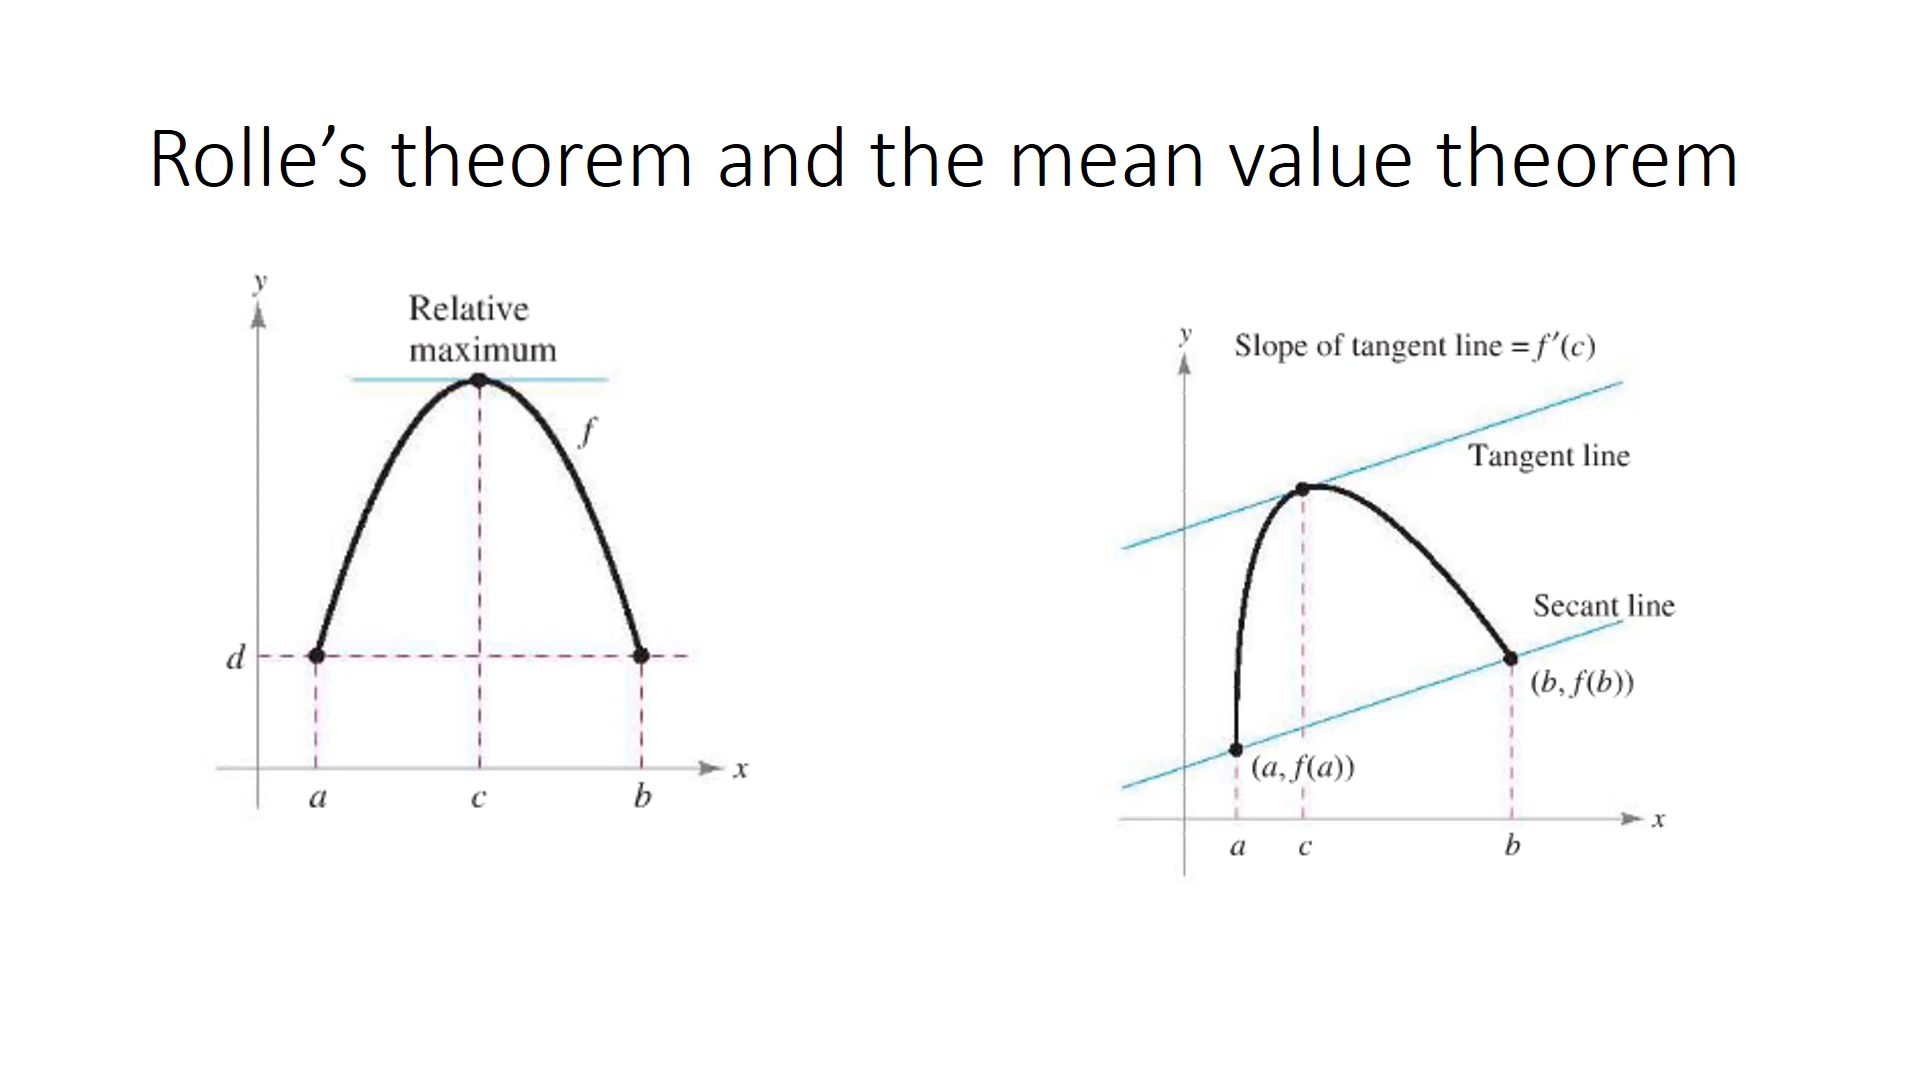 Rolle’s theorem and the mean value theorem
y
Relative
maximum
f
d
x
a c b
y
Slope of tangent line = f′(c)
Tangent line
Secant line
(b, f(b))
(a, f(a))
x
a c b